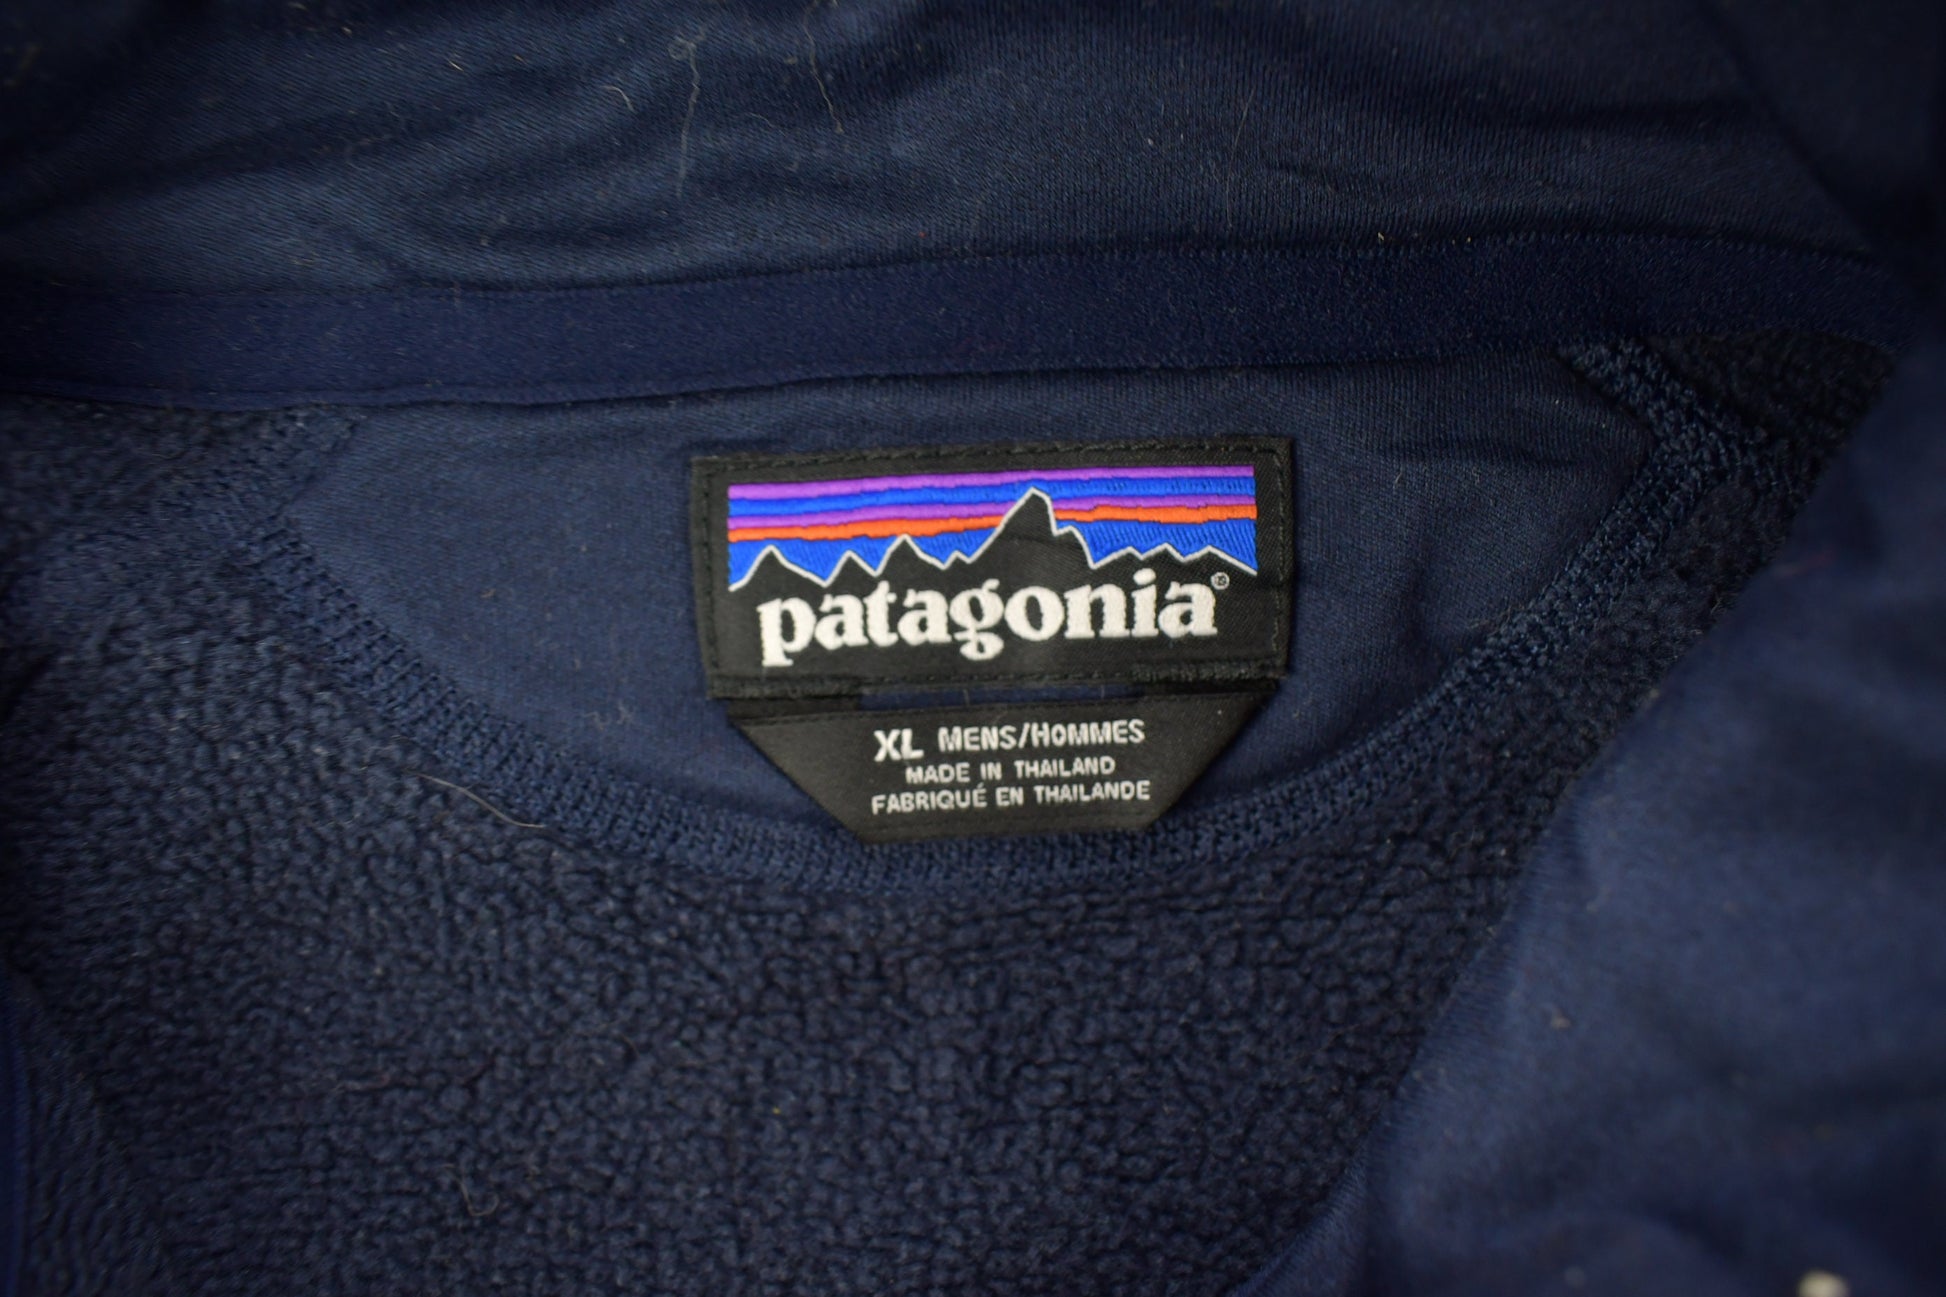 patagonia®
XL MENS/HOMMES
MADE IN THAILAND
FABRIQUÉ EN THAILANDE